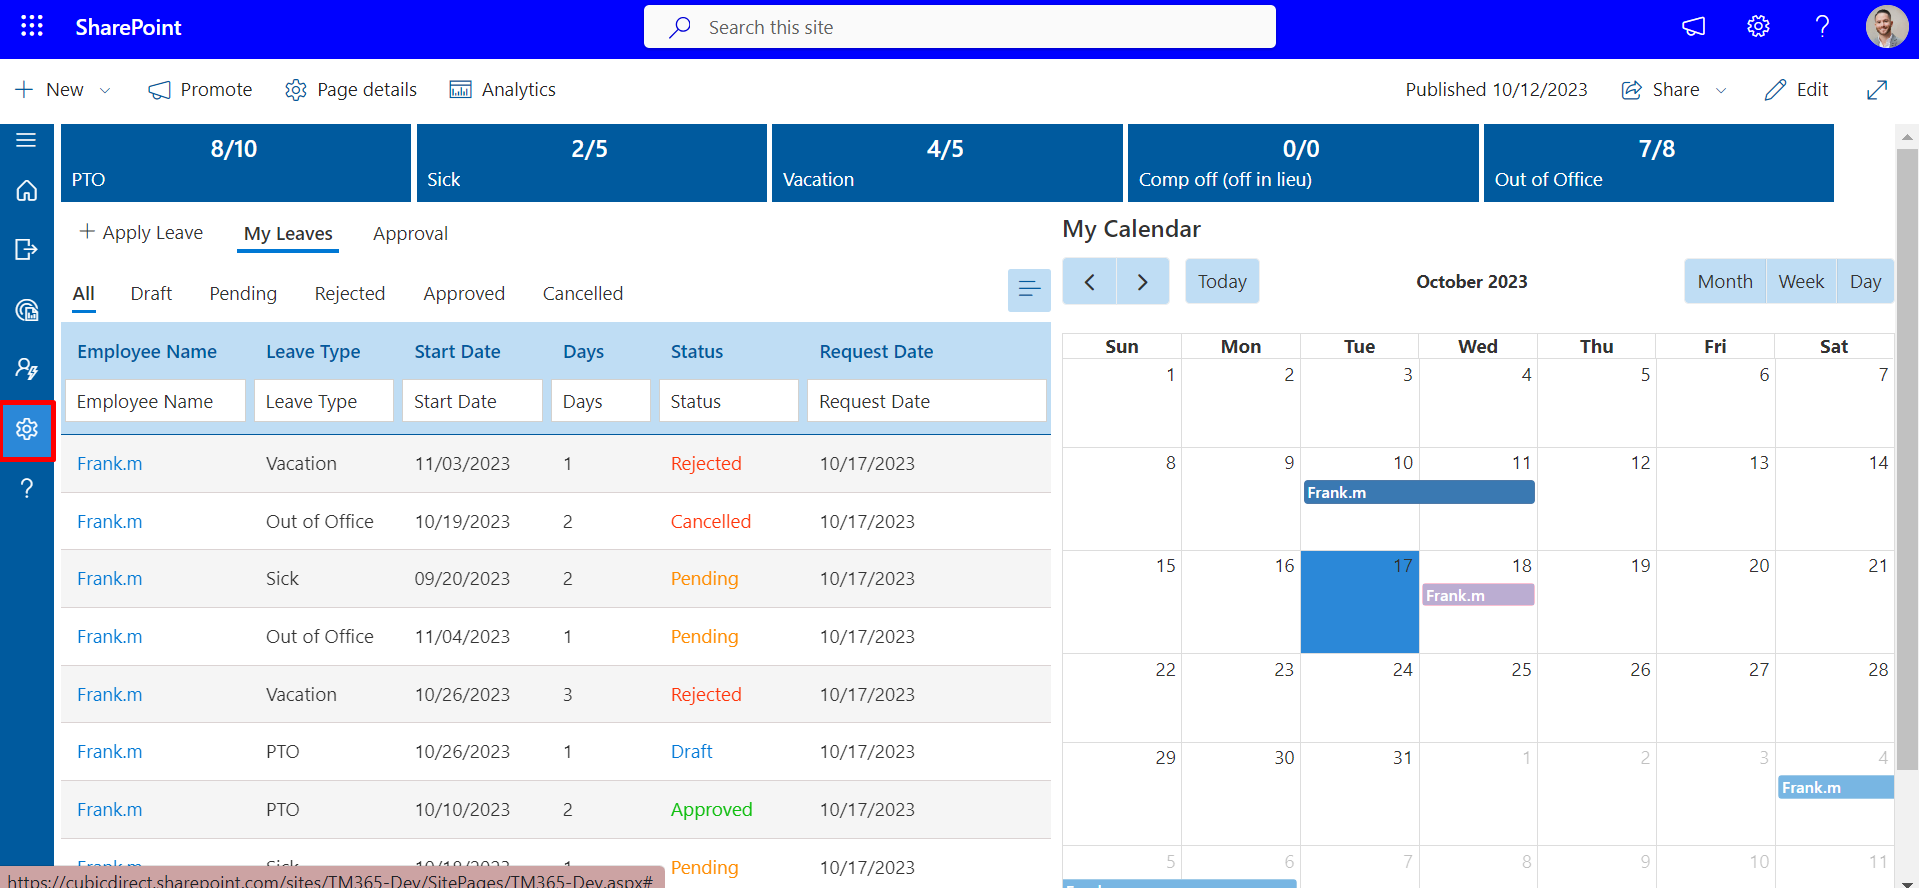 SharePoint
Search this site
New
Promote
Page details
Analytics
Published 10/12/2023
Share
Edit
8/10
PTO
2/5
Sick
4/5
Vacation
0/0
Comp off (off in lieu)
7/8
Out of Office
+ Apply Leave
My Leaves
Approval
All
Draft
Pending
Rejected
Approved
Cancelled
Employee Name Leave Type Start Date Days Status Request Date
Employee Name Leave Type Start Date Days Status Request Date
Frank.m Vacation 11/03/2023 1 Rejected 10/17/2023
Frank.m Out of Office 10/19/2023 2 Cancelled 10/17/2023
Frank.m Sick 09/20/2023 2 Pending 10/17/2023
Frank.m Out of Office 11/04/2023 1 Pending 10/17/2023
Frank.m Vacation 10/26/2023 3 Rejected 10/17/2023
Frank.m PTO 10/26/2023 1 Draft 10/17/2023
Frank.m PTO 10/10/2023 2 Approved 10/17/2023
Frank.m Sick 10/18/2023 1 Pending 10/17/2023
https://cubicdirect.sharepoint.com/sites/TM365-Dev/SitePages/TM365-Dev.aspx#
My Calendar
Today
October 2023
Month Week Day
Sun Mon Tue Wed Thu Fri Sat
1 2 3 4 5 6 7
8 9 10 11 12 13 14
Frank.m
15 16 17 18 19 20 21
Frank.m
22 23 24 25 26 27 28
29 30 31 1 2 3 4
Frank.m
5 6 7 8 9 10 11